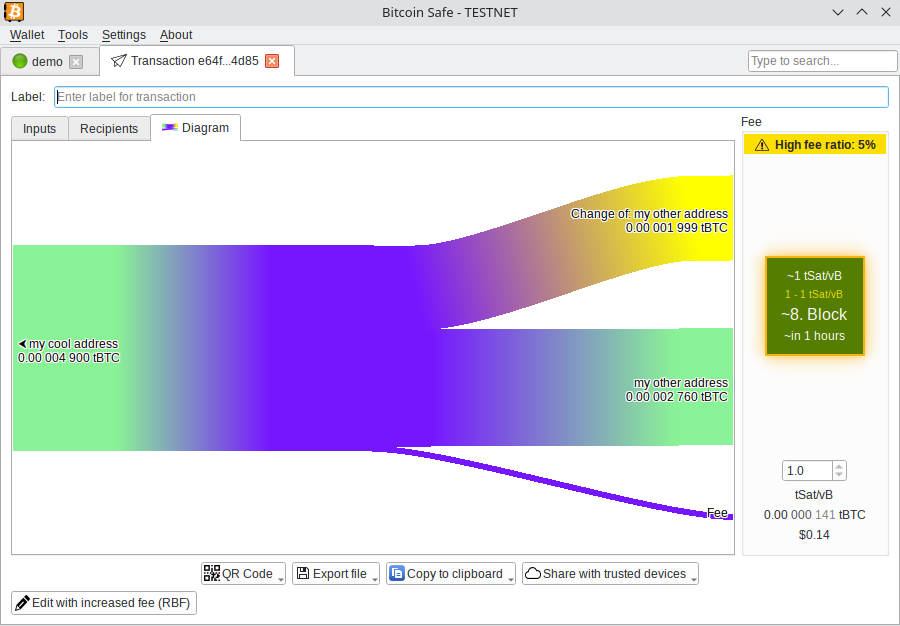 Bitcoin Safe - TESTNET
Wallet Tools Settings About
demo
Transaction e64f...4d85
Type to search...
Label: Enter label for transaction
Inputs Recipients Diagram
Fee
High fee ratio: 5%
Change of: my other address
0.00 001 999 tBTC
~1 tSat/vB
1 - 1 tSat/vB
~8. Block
~in 1 hours
my cool address
0.00 004 900 tBTC
my other address
0.00 002 760 tBTC
Fee
1.0
tSat/vB
0.00 000 141 tBTC
$0.14
QR Code Export file Copy to clipboard Share with trusted devices
Edit with increased fee (RBF)